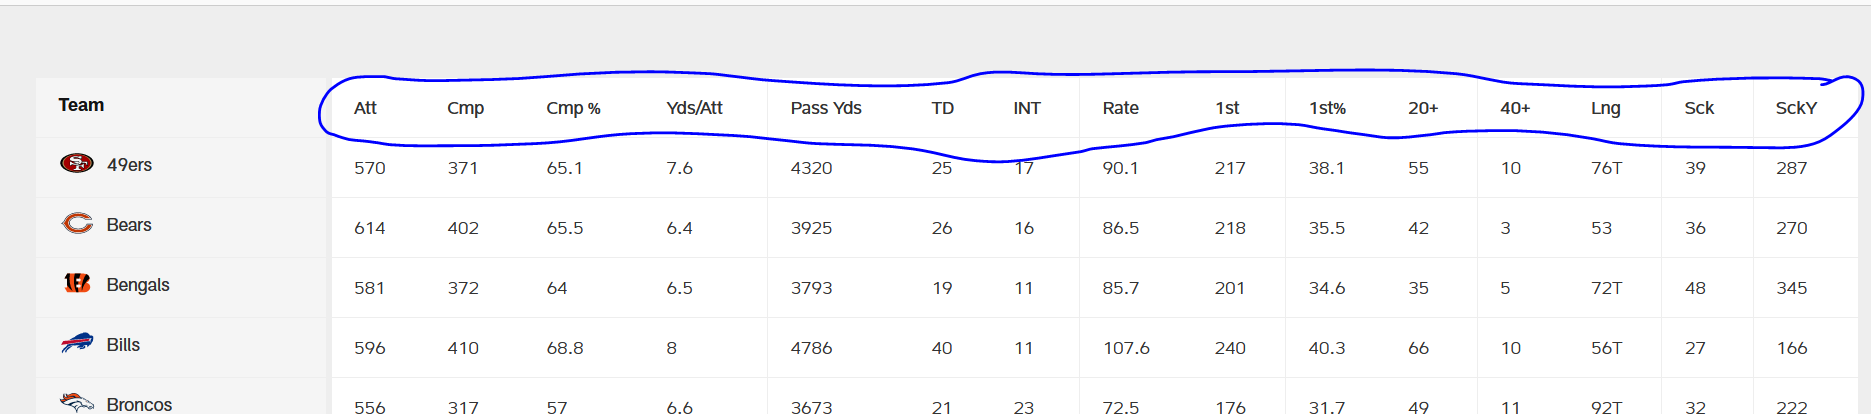 Team Att Cmp Cmp % Yds/Att Pass Yds TD INT Rate 1st 1st% 20+ 40+ Lng Sck SckY
49ers 570 371 65.1 7.6 4320 25 17 90.1 217 38.1 55 10 76T 39 287
Bears 614 402 65.5 6.4 3925 26 16 86.5 218 35.5 42 3 53 36 270
Bengals 581 372 64 6.5 3793 19 11 85.7 201 34.6 35 5 72T 48 345
Bills 596 410 68.8 8 4786 40 11 107.6 240 40.3 66 10 56T 27 166
Broncos 556 317 57 6.6 3673 21 23 72.5 176 31.7 49 11 92T 32 222